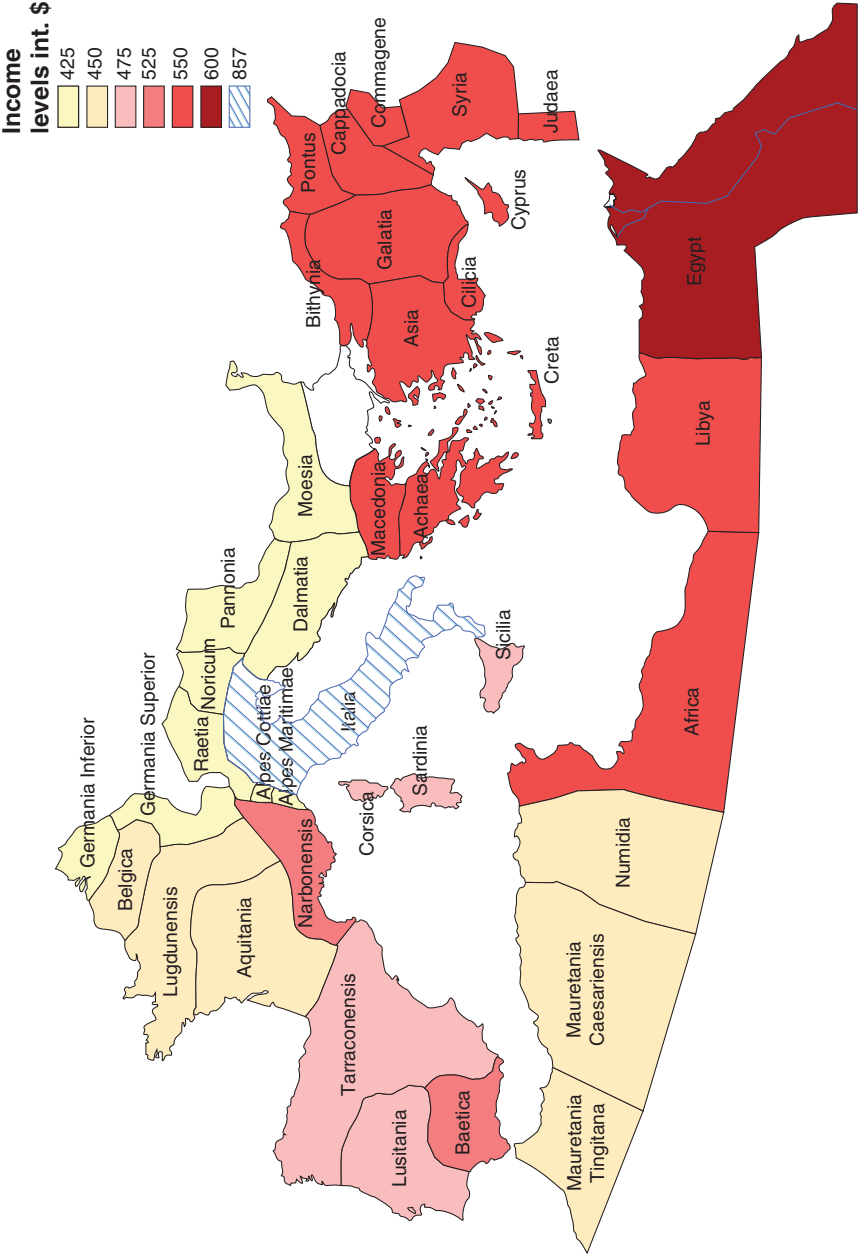 Income
levels int. $
425
450
475
525
550
600
857
Germania Inferior
Germania Superior
Belgica
Lugdunensis
Aquitania
Narbonensis
Raetia
Noricum
Pannonia
Dalmatia
Moesia
Alpes Cottiae
Alpes Maritimae
Italia
Corsica
Sardinia
Sicilia
Tarraconensis
Lusitania
Baetica
Macedonia
Achaea
Creta
Bithynia
Pontus
Cappadocia
Commagene
Galatia
Asia
Cilicia
Cyprus
Syria
Judaea
Mauretania
Tingitana
Mauretania
Caesariensis
Numidia
Africa
Libya
Egypt